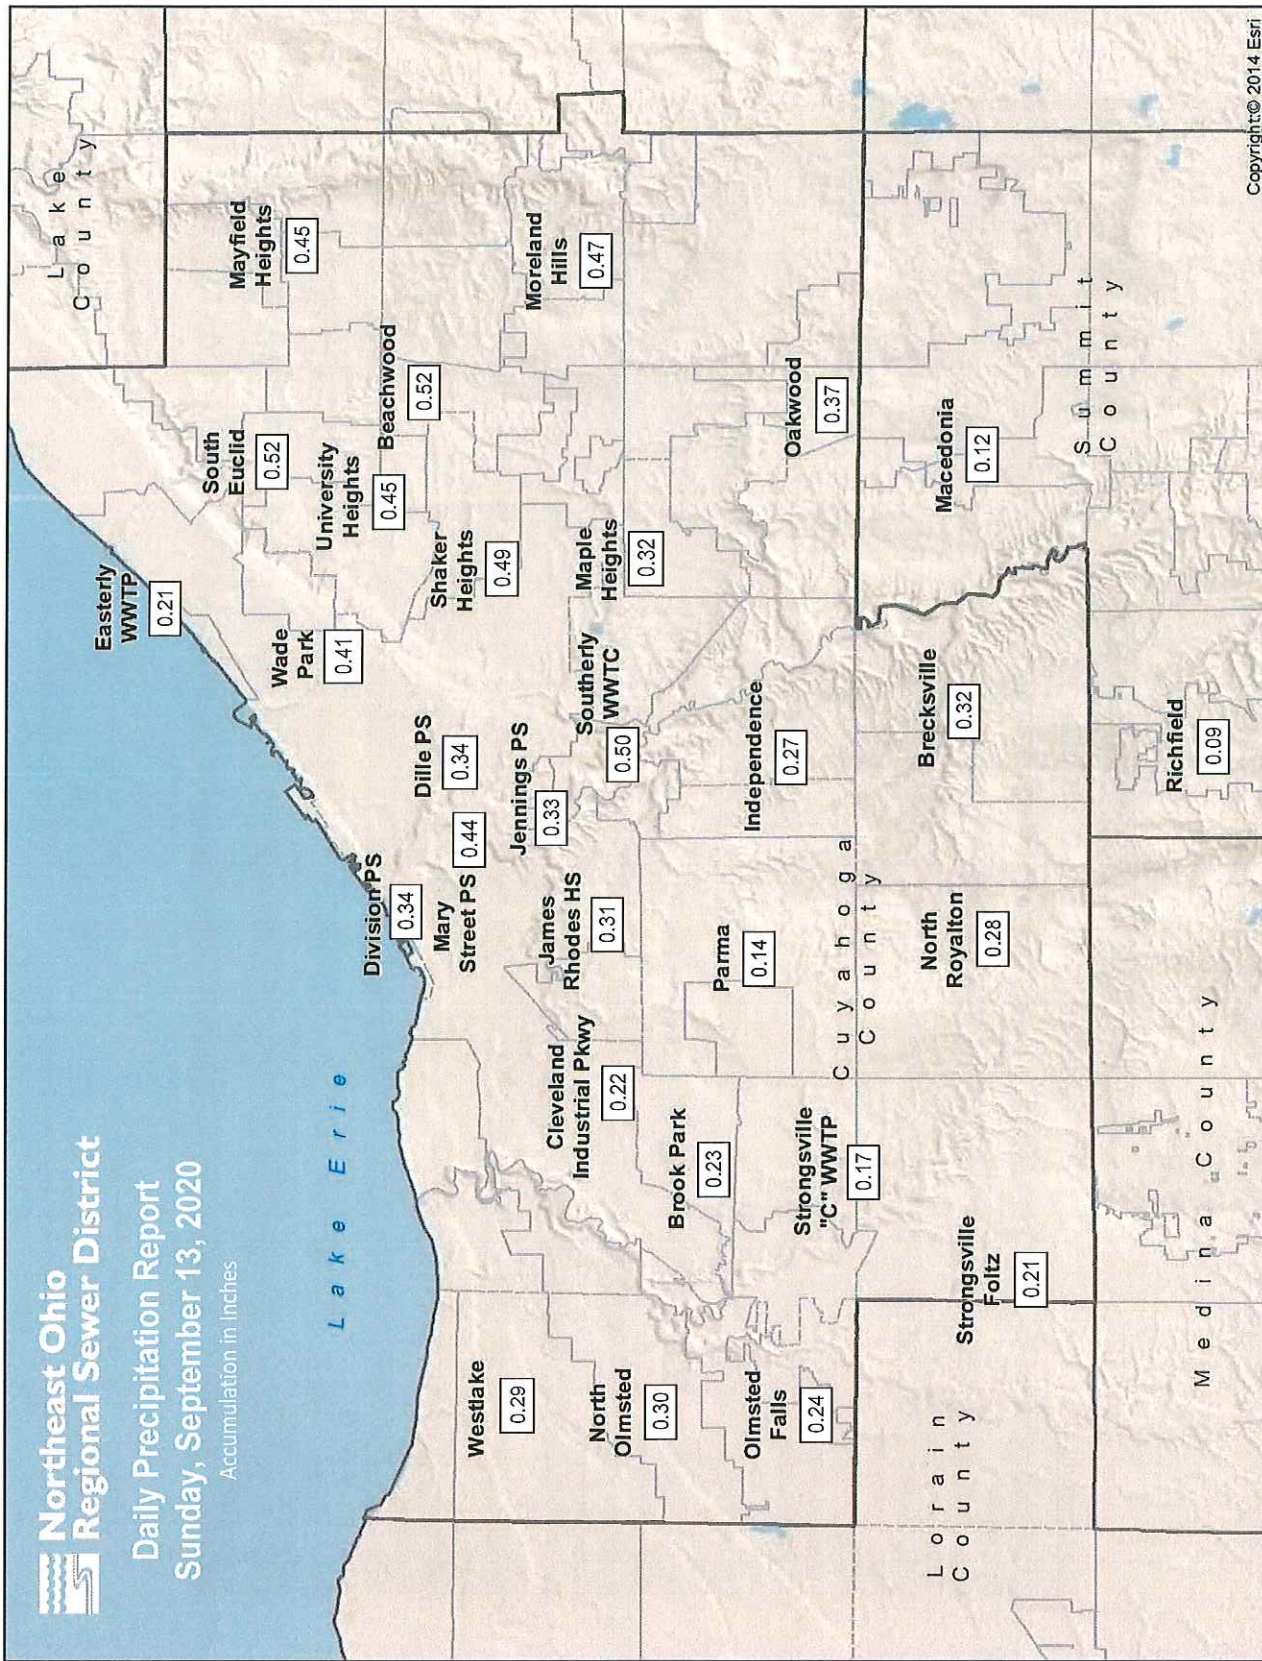 Northeast Ohio
Regional Sewer District
Daily Precipitation Report
Sunday, September 13, 2020
Accumulation in Inches
Lake Erie
Lake
County
Easterly
WWTP
0.21
South
Euclid
0.52
Mayfield
Heights
0.45
Wade
Park
0.41
University
Heights
0.45
Beachwood
0.52
Division PS
0.34
Dille PS
0.34
Mary
Street PS
0.44
Shaker
Heights
0.49
Westlake
0.29
Jennings PS
0.33
Moreland
Hills
0.47
Cleveland
Industrial Pkwy
0.22
James
Rhodes HS
0.31
Southerly
WWTC
0.50
Maple
Heights
0.32
North
Olmsted
0.30
Brook Park
0.23
Parma
0.14
Independence
0.27
Oakwood
0.37
Olmsted
Falls
0.24
Strongsville
"C" WWTP
0.17
Cuyahoga
County
Lorain
County
Strongsville
Foltz
0.21
North
Royalton
0.28
Brecksville
0.32
Macedonia
0.12
Summit
County
Medina County
Richfield
0.09
Copyright:© 2014 Esri